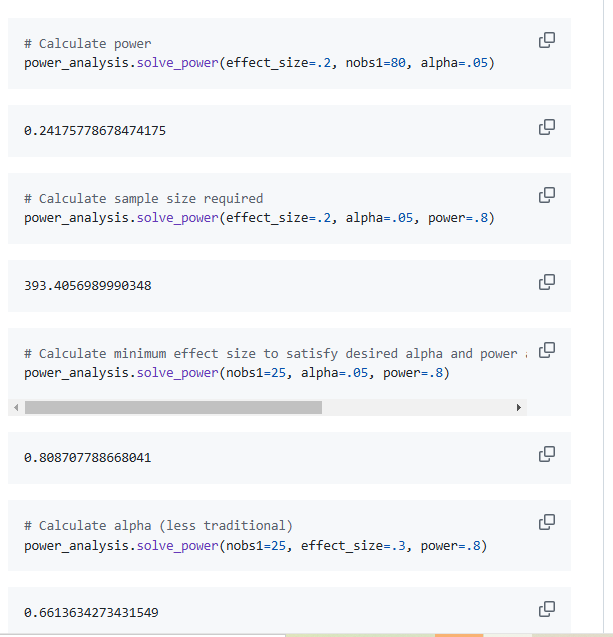 # Calculate power
power_analysis.solve_power(effect_size=.2, nobs1=80, alpha=.05)
0.24175778678474175
# Calculate sample size required
power_analysis.solve_power(effect_size=.2, alpha=.05, power=.8)
393.4056989990348
# Calculate minimum effect size to satisfy desired alpha and power
power_analysis.solve_power(nobs1=25, alpha=.05, power=.8)
0.808707788668041
# Calculate alpha (less traditional)
power_analysis.solve_power(nobs1=25, effect_size=.3, power=.8)
0.6613634273431549